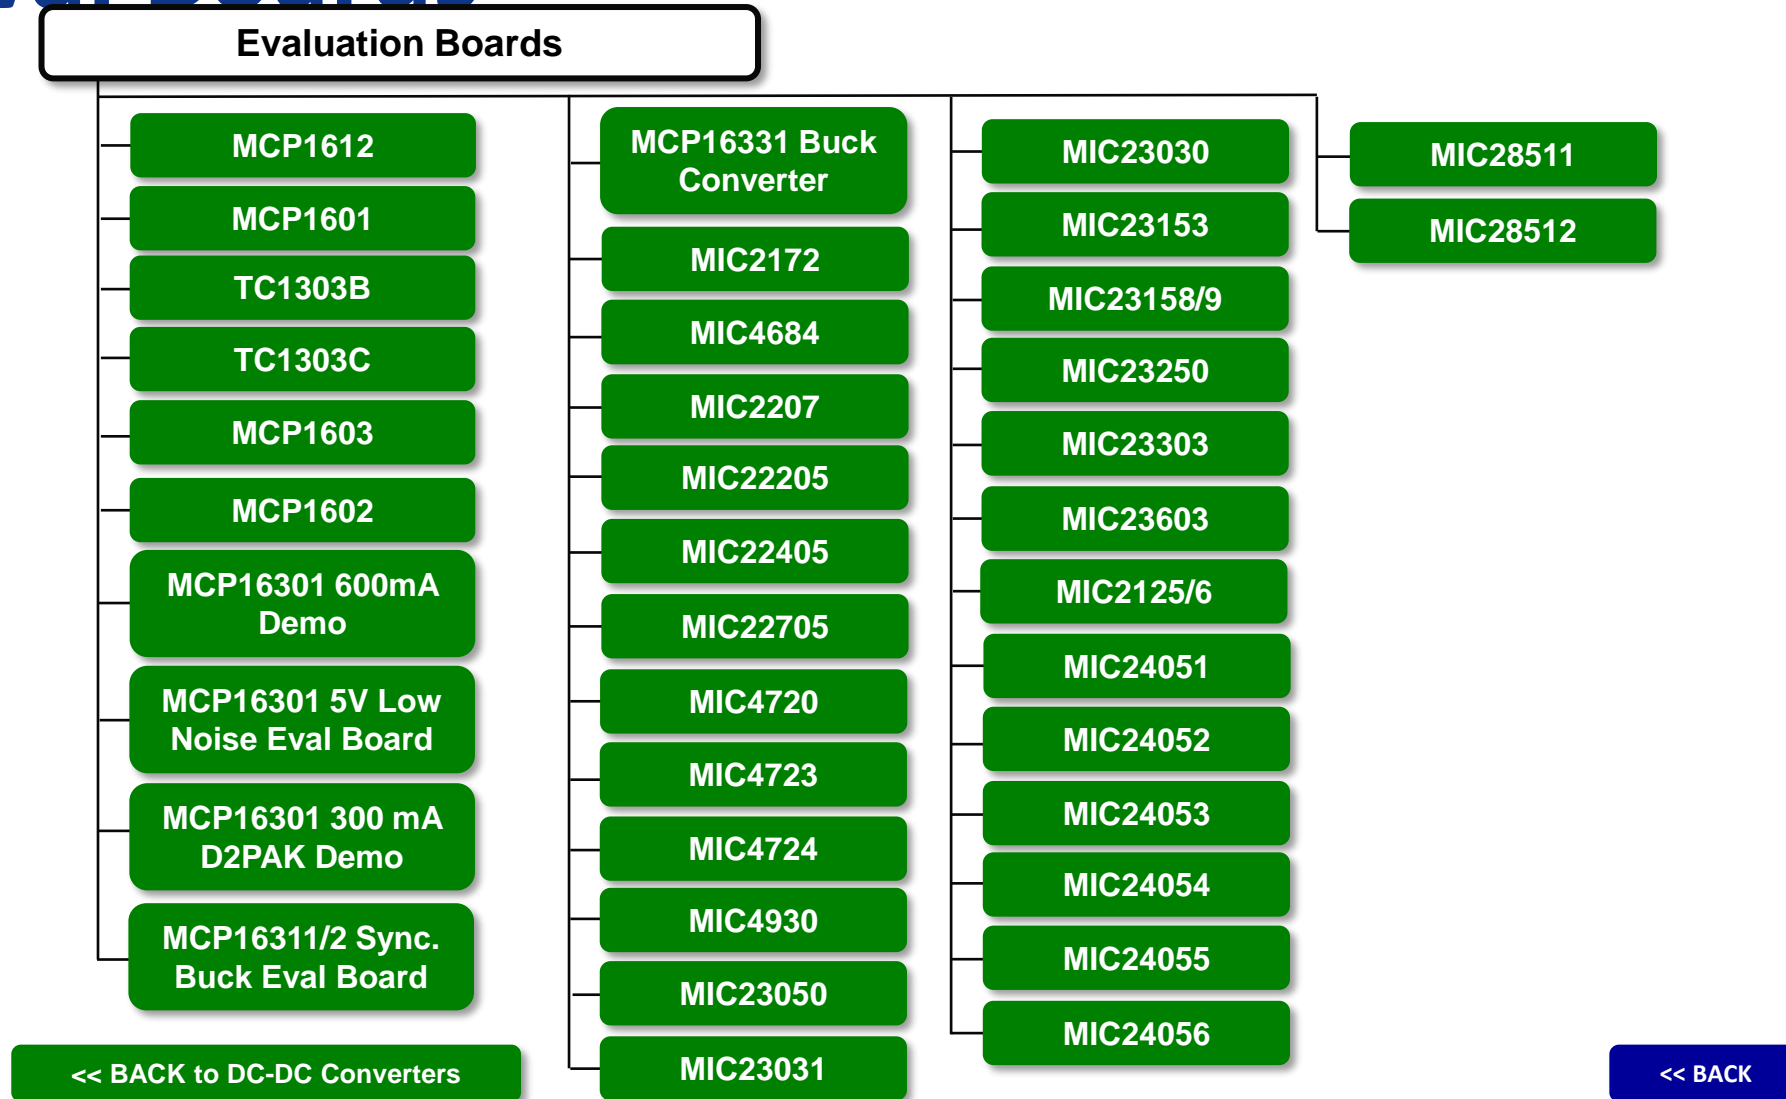 Evaluation Boards
MCP1612
MCP1601
TC1303B
TC1303C
MCP1603
MCP1602
MCP16301 600mA
Demo
MCP16301 5V Low
Noise Eval Board
MCP16301 300 mA
D2PAK Demo
MCP16311/2 Sync.
Buck Eval Board
MCP16331 Buck
Converter
MIC2172
MIC4684
MIC2207
MIC22205
MIC22405
MIC22705
MIC4720
MIC4723
MIC4724
MIC4930
MIC23050
MIC23031
MIC23030
MIC23153
MIC23158/9
MIC23250
MIC23303
MIC23603
MIC2125/6
MIC24051
MIC24052
MIC24053
MIC24054
MIC24055
MIC24056
MIC28511
MIC28512
<< BACK to DC-DC Converters
<< BACK